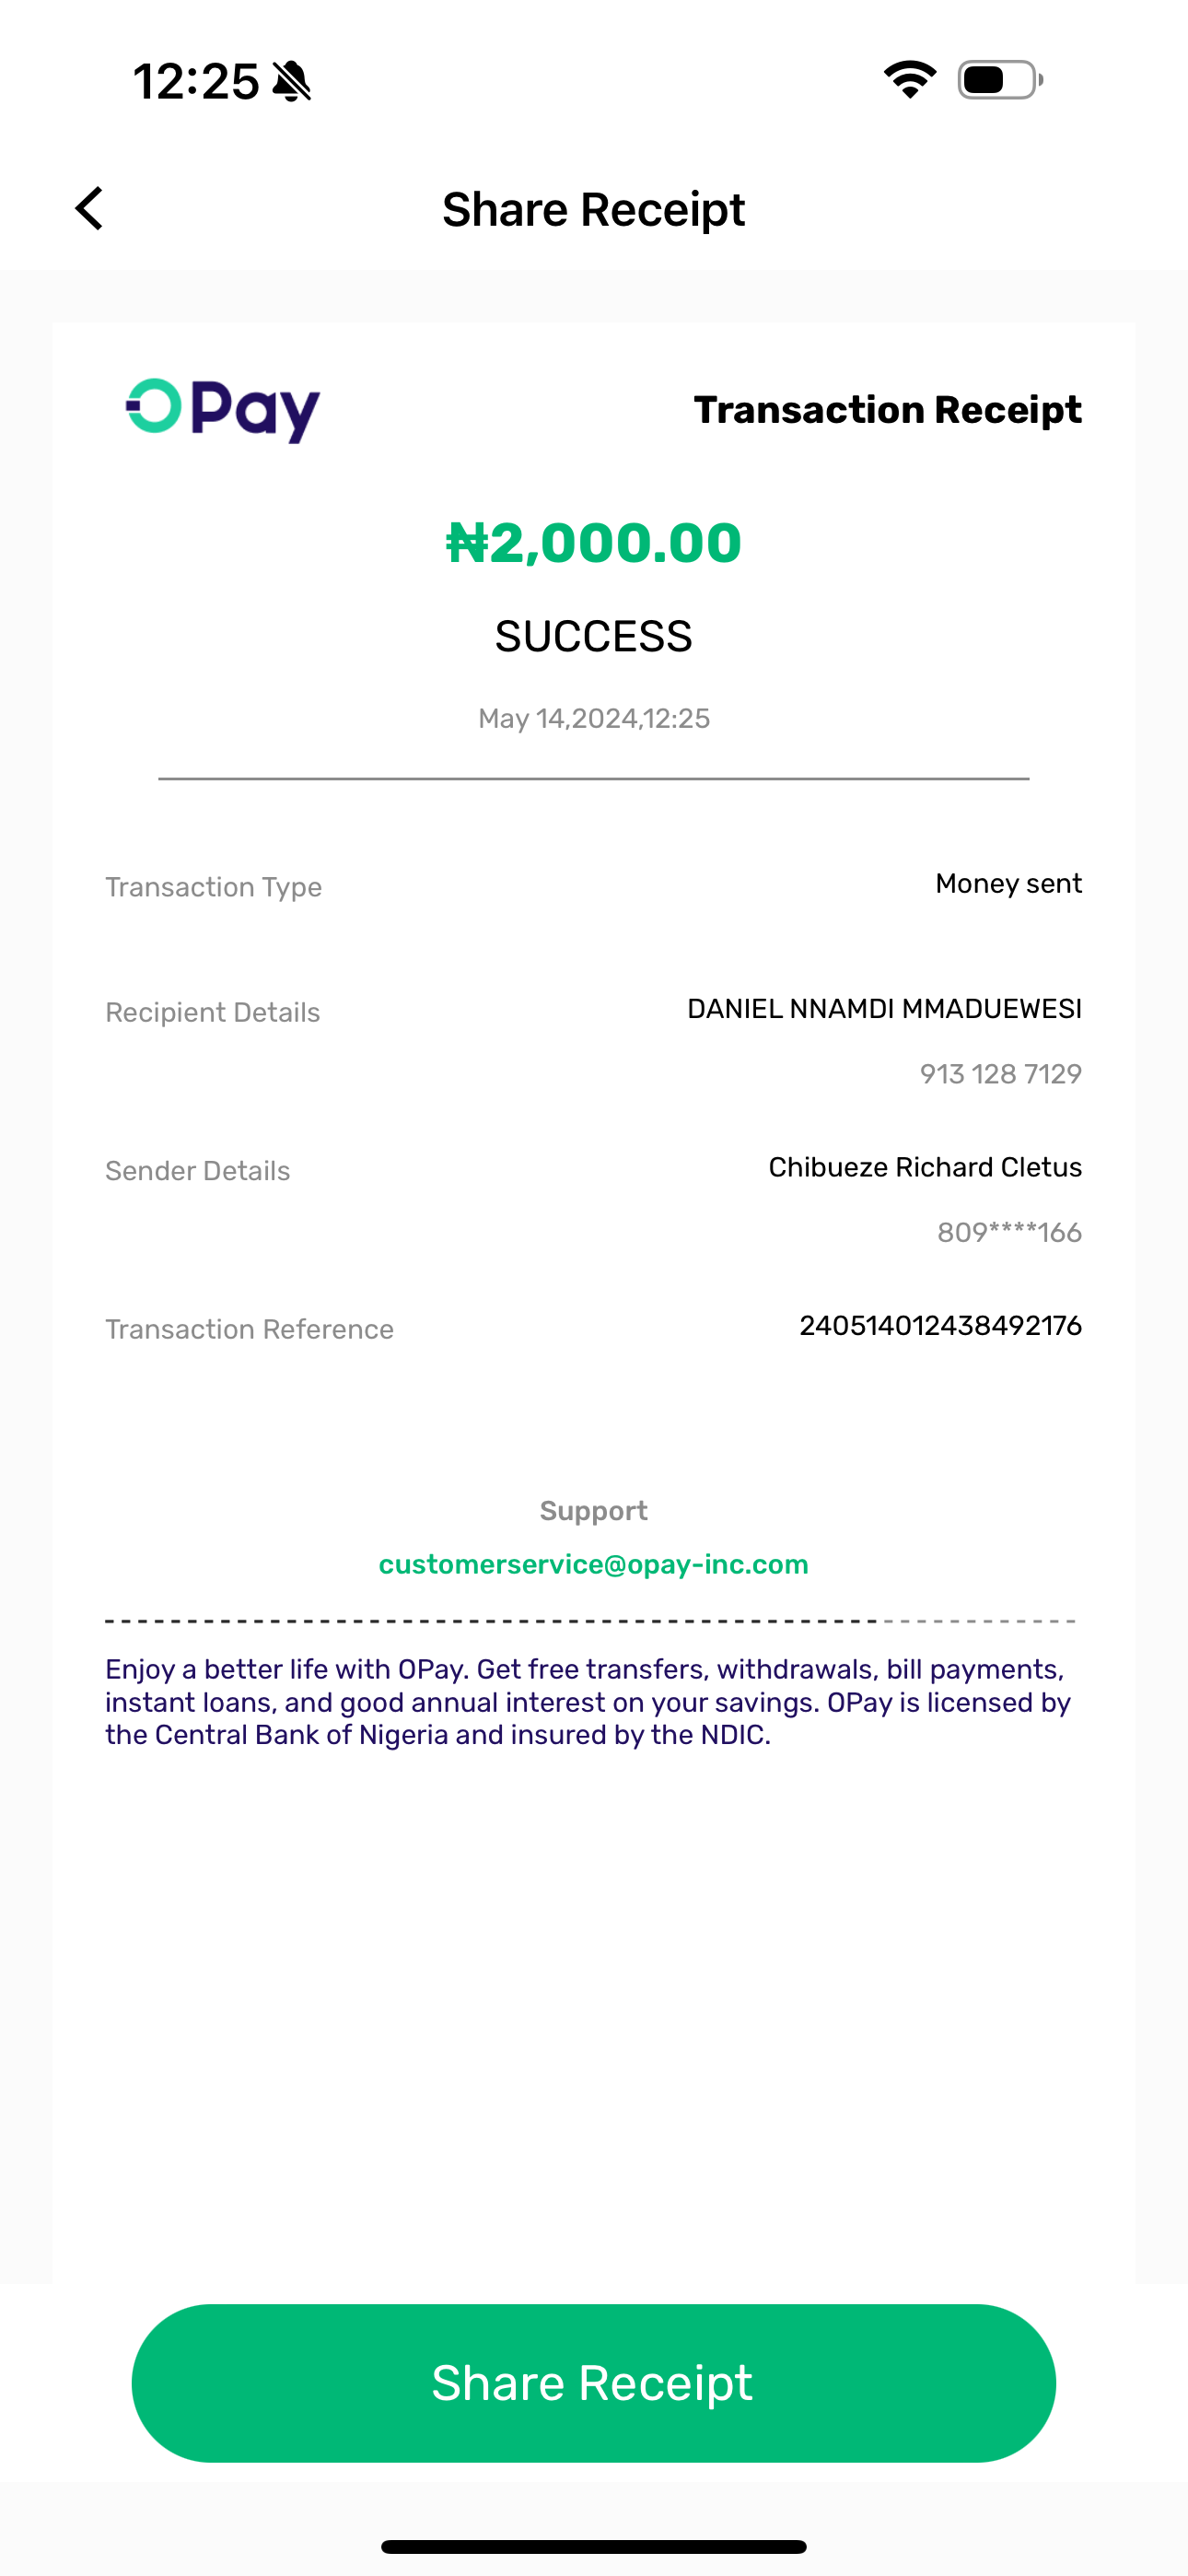 12:25
Share Receipt
OPay
Transaction Receipt
₦2,000.00
SUCCESS
May 14,2024,12:25
Transaction Type
Money sent
Recipient Details
DANIEL NNAMDI MMADUEWESI
913 128 7129
Sender Details
Chibueze Richard Cletus
809****166
Transaction Reference
240514012438492176
Support
customerservice@opay-inc.com
Enjoy a better life with OPay. Get free transfers, withdrawals, bill payments,
instant loans, and good annual interest on your savings. OPay is licensed by
the Central Bank of Nigeria and insured by the NDIC.
Share Receipt